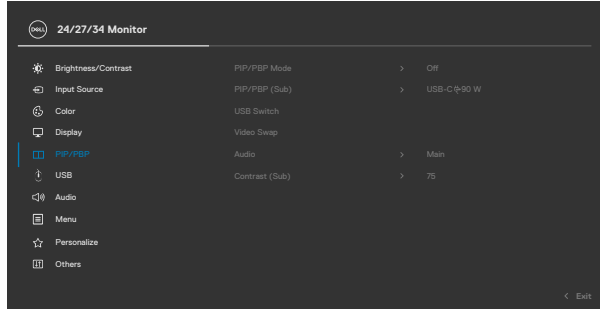 DELL 24/27/34 Monitor
Brightness/Contrast PIP/PBP Mode > Off
Input Source PIP/PBP (Sub) > USB-C 90 W
Color USB Switch
Display Video Swap
PIP/PBP Audio > Main
USB Contrast (Sub) > 75
Audio
Menu
Personalize
Others
< Exit